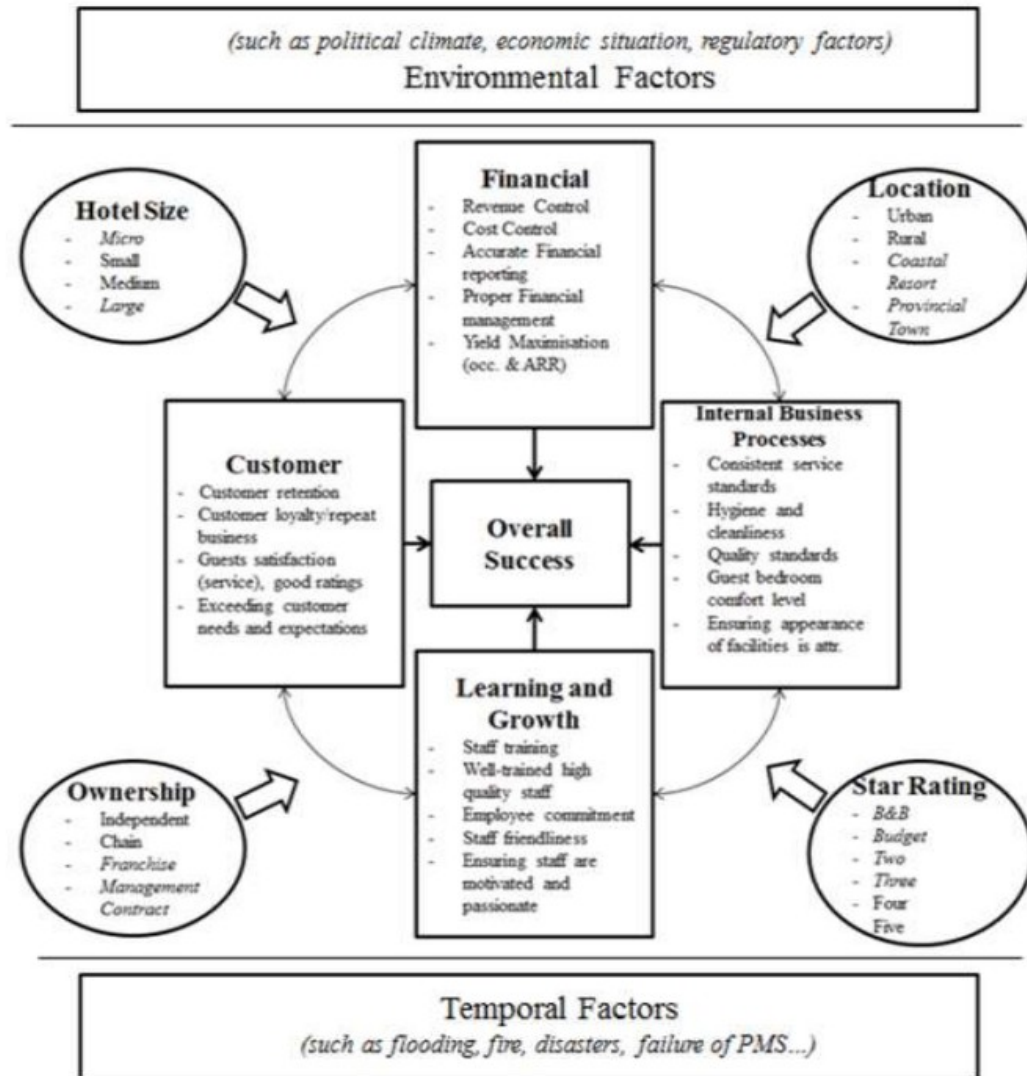 (such as political climate, economic situation, regulatory factors)
Environmental Factors
Hotel Size
- Micro
- Small
- Medium
- Large
Financial
- Revenue Control
- Cost Control
- Accurate Financial
reporting
- Proper Financial
management
- Yield Maximisation
(occ. & ARR)
Location
- Urban
- Rural
- Coastal
Resort
- Provincial
Town
Customer
- Customer retention
- Customer loyalty/repeat
business
- Guests satisfaction
(service), good ratings
- Exceeding customer
needs and expectations
Overall
Success
Internal Business
Processes
- Consistent service
standards
- Hygiene and
cleanliness
- Quality standards
- Guest bedroom
comfort level
- Ensuring appearance
of facilities is attr.
Ownership
- Independent
- Chain
- Franchise
- Management
Contract
Learning and
Growth
- Staff training
- Well-trained high
quality staff
- Employee commitment
- Staff friendliness
- Ensuring staff are
motivated and
passionate
Star Rating
- B&B
- Budget
- Two
- Three
- Four
Five
Temporal Factors
(such as flooding, fire, disasters, failure of PMS...)